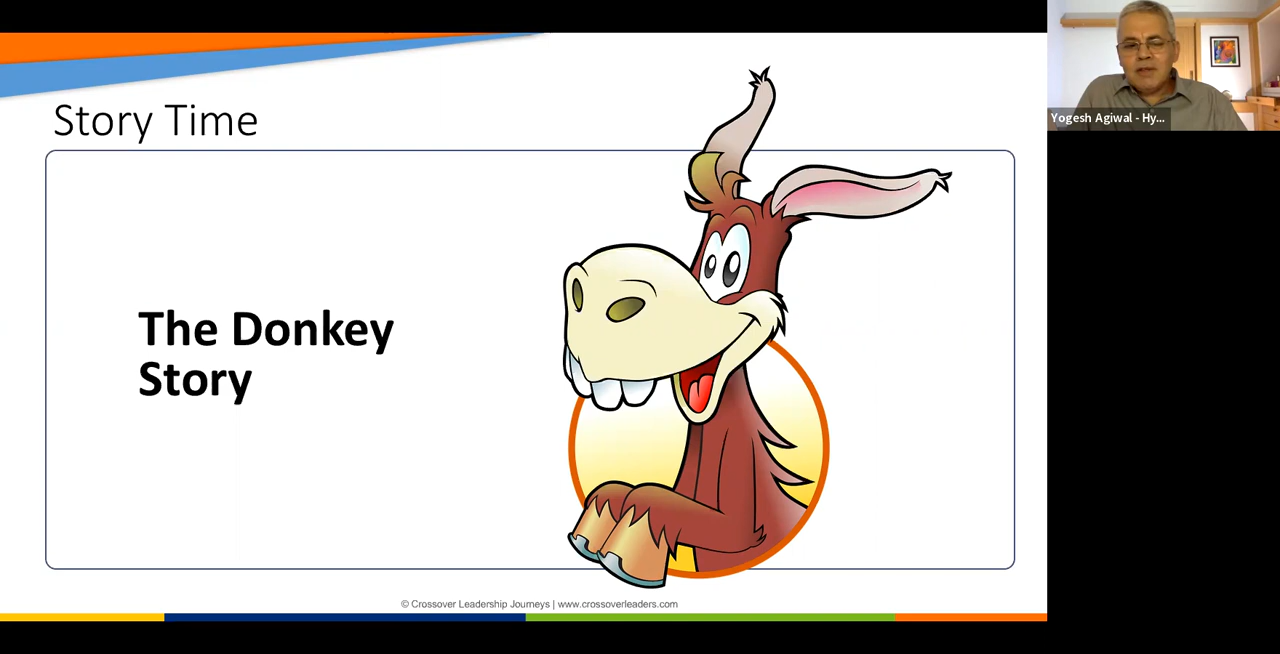 Story Time
The Donkey
Story
© Crossover Leadership Journeys | www.crossoverleaders.com
Yogesh Agiwal - Hy...